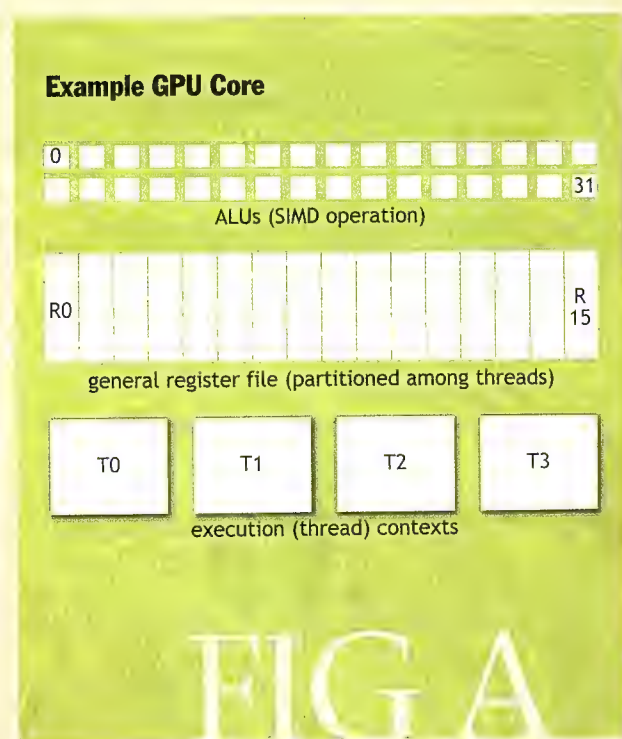 Example GPU Core
0
31
ALUs (SIMD operation)
R0
R
15
general register file (partitioned among threads)
T0
T1
T2
T3
execution (thread) contexts
FIG A